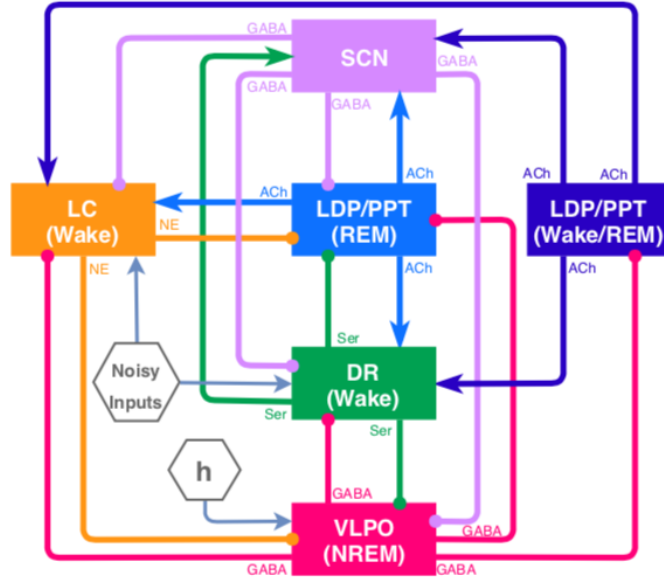 GABA
SCN
GABA
GABA
GABA
ACh
ACh
ACh
ACh
LC
(Wake)
NE
LDP/PPT
(REM)
LDP/PPT
(Wake/REM)
NE
ACh
ACh
Ser
Noisy
Inputs
DR
(Wake)
Ser
Ser
h
GABA
VLPO
(NREM)
GABA
GABA
GABA